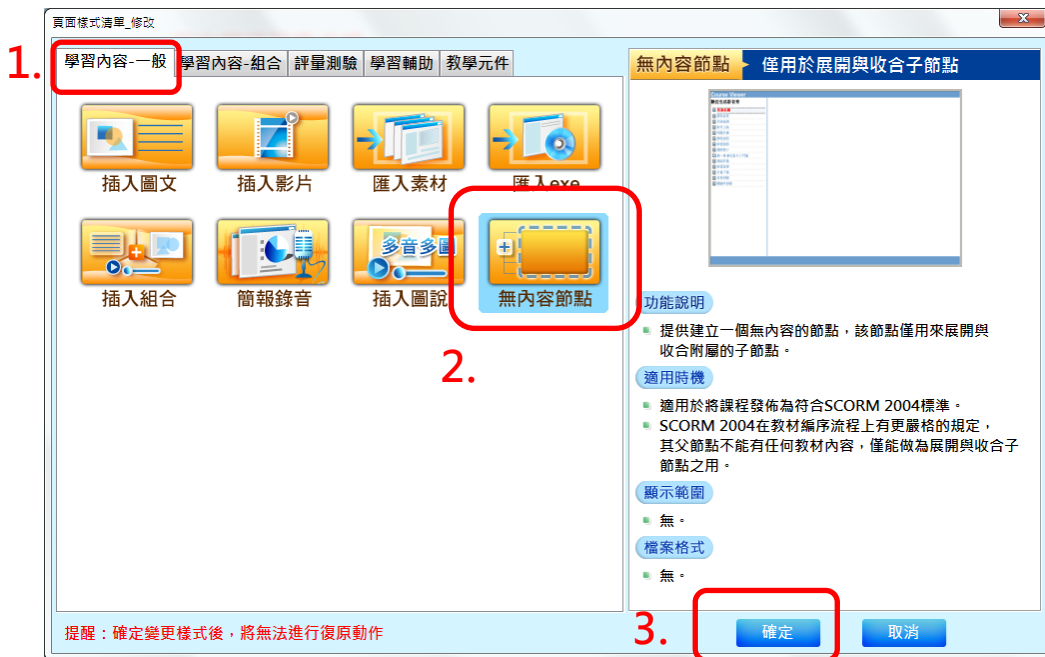 頁面樣式清單_修改
1.
學習內容-一般 學習內容-組合 評量測驗 學習輔助 教學元件
插入圖文 插入影片 匯入素材 匯入exe
多音多圖
插入組合 簡報錄音 插入圖說 無內容節點
2.
提醒：確定變更樣式後，將無法進行復原動作
無內容節點 僅用於展開與收合子節點
Course Viewer
功能說明
提供建立一個無內容的節點，該節點僅用來展開與
收合附屬的子節點。
適用時機
適用於將課程發佈為符合SCORM 2004標準。
SCORM 2004在教材編序流程上有更嚴格的規定，
其父節點不能有任何教材內容，僅能做為展開與收合子
節點之用。
顯示範圍
無。
檔案格式
無。
3.
確定 取消